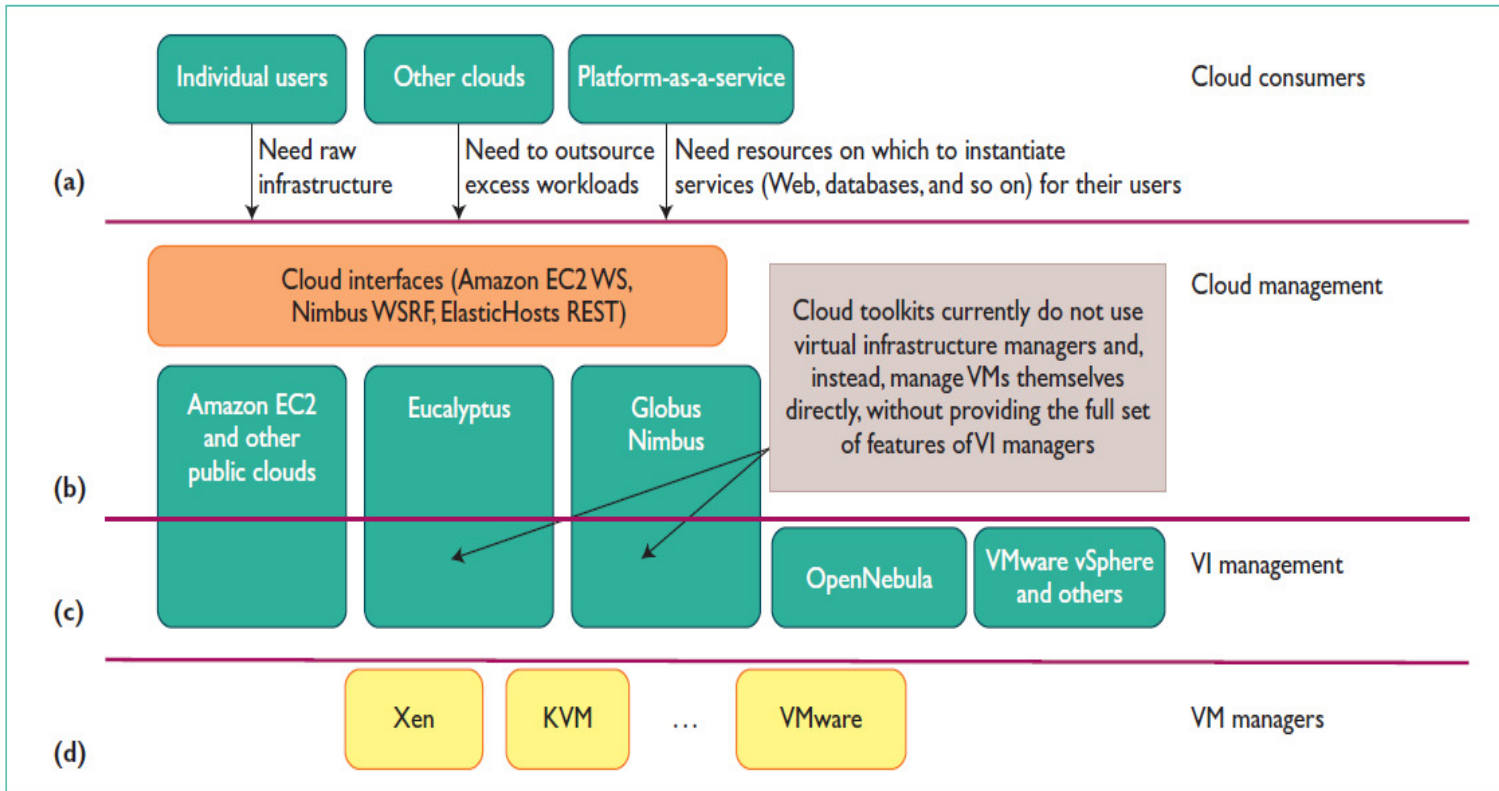 Individual users
Other clouds
Platform-as-a-service
Cloud consumers
Need raw
infrastructure
Need to outsource
excess workloads
Need resources on which to instantiate
services (Web, databases, and so on) for their users
(a)
Cloud interfaces (Amazon EC2 WS,
Nimbus WSRF, ElasticHosts REST)
Cloud toolkits currently do not use
virtual infrastructure managers and,
instead, manage VMs themselves
directly, without providing the full set
of features of VI managers
Cloud management
Amazon EC2
and other
public clouds
Eucalyptus
Globus
Nimbus
(b)
OpenNebula
VMware vSphere
and others
VI management
(c)
Xen
KVM
...
VMware
VM managers
(d)